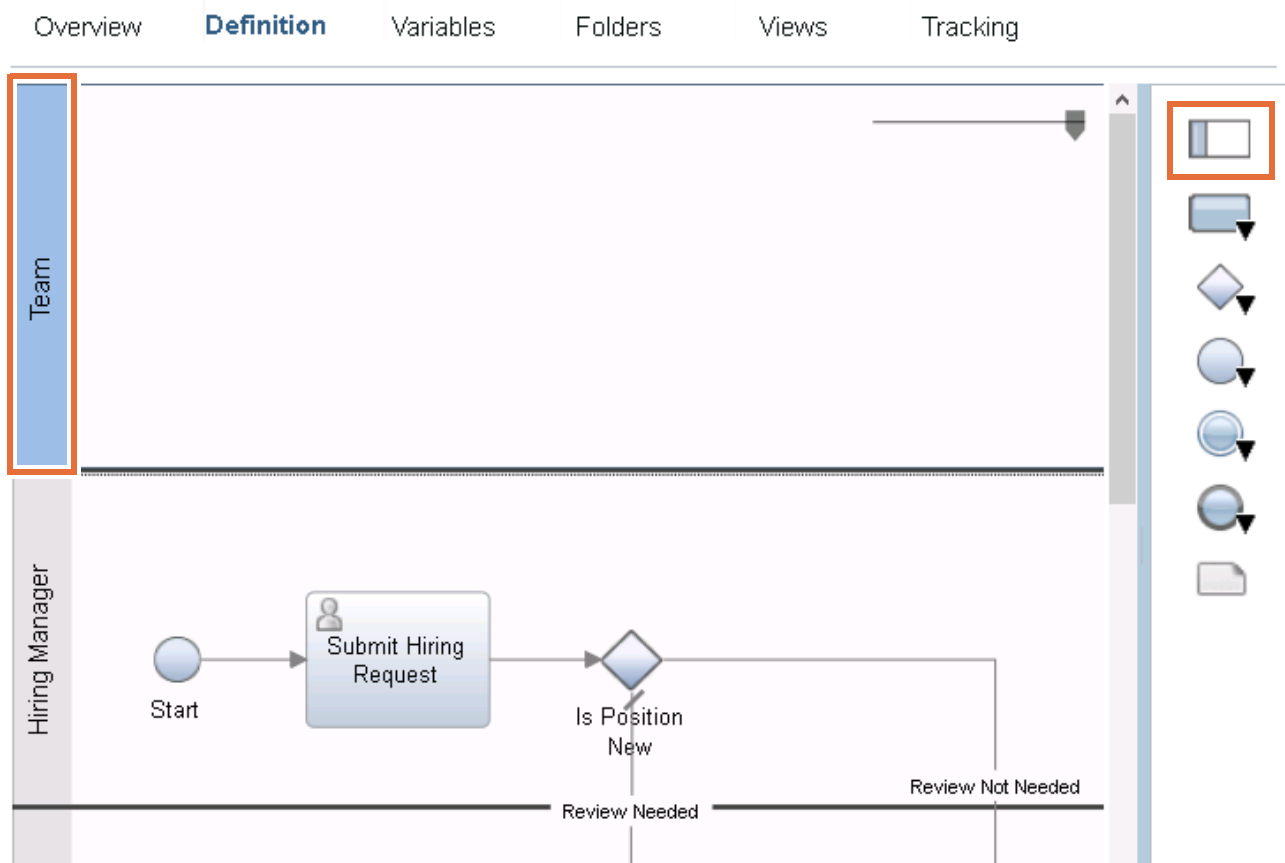 Overview Definition Variables Folders Views Tracking
Team
Hiring Manager
Submit Hiring
Request
Start
Is Position
New
Review Not Needed
Review Needed